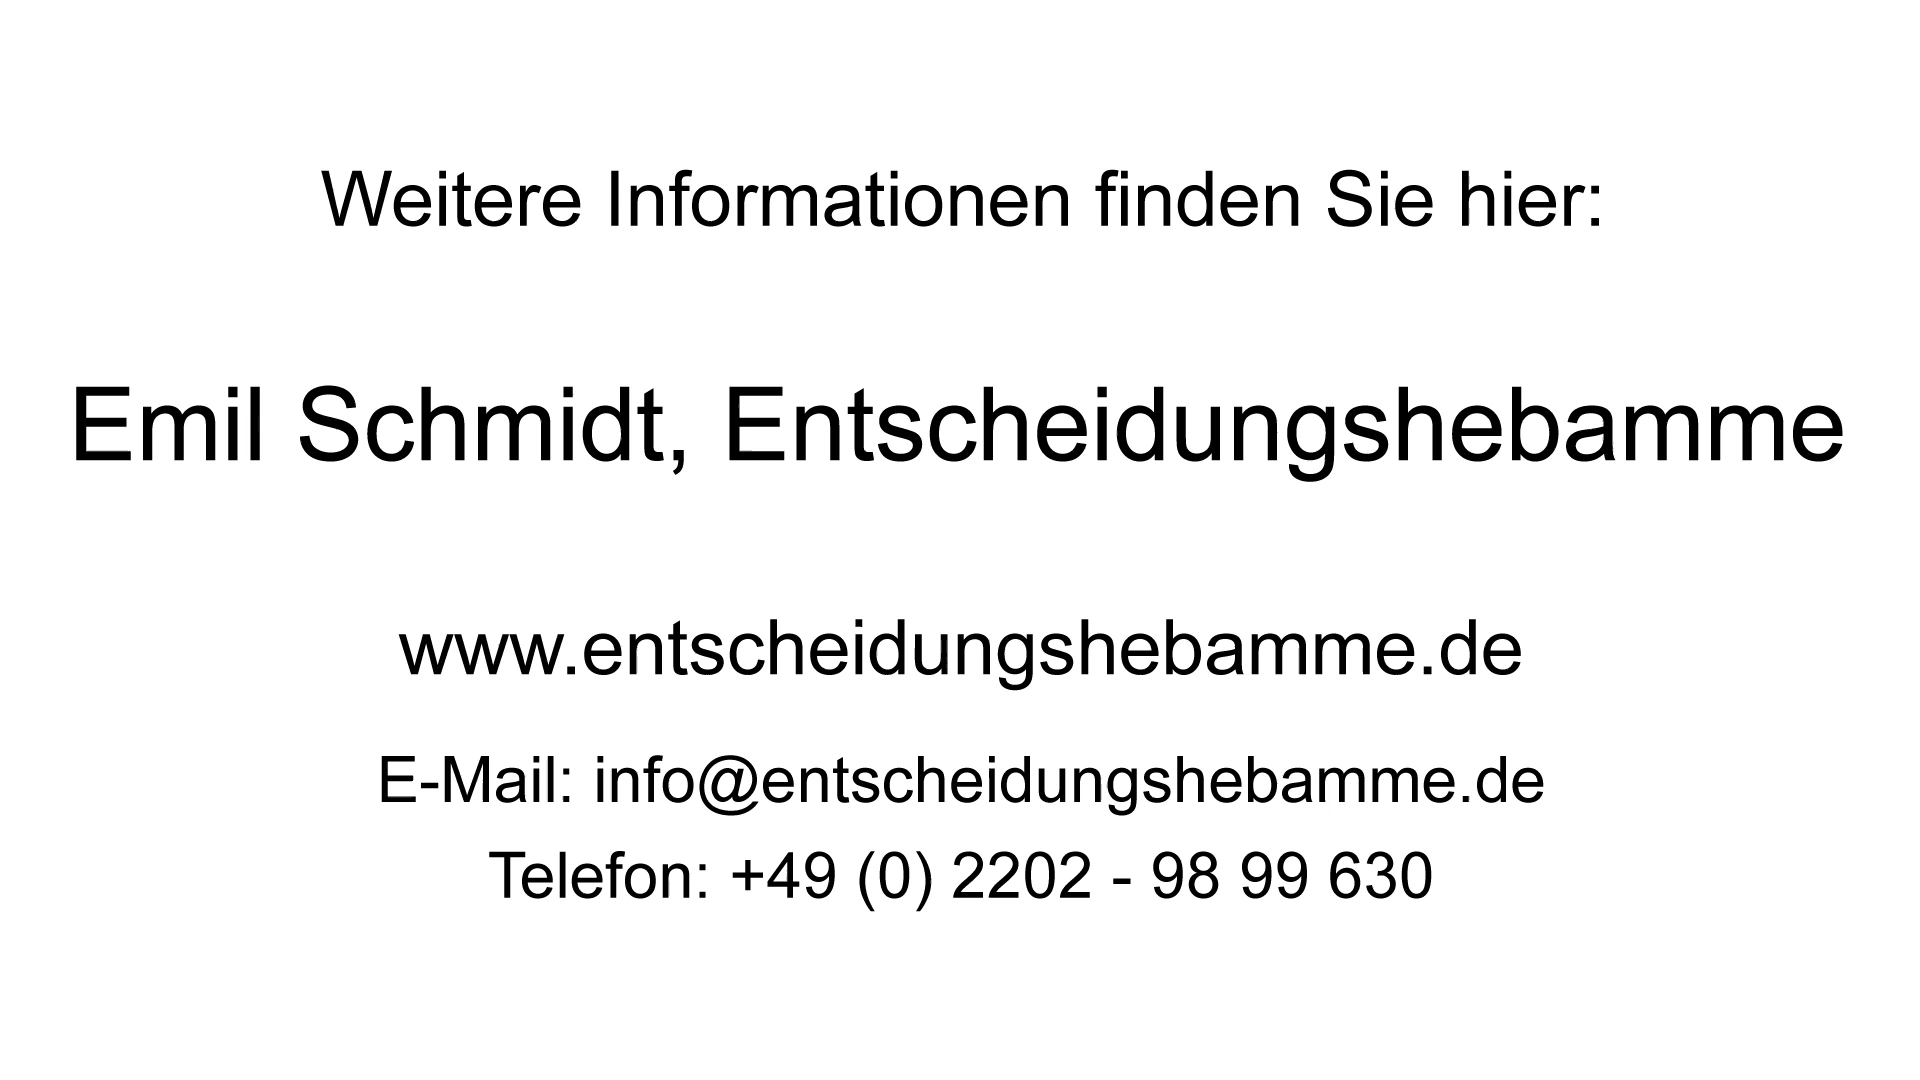 Weitere Informationen finden Sie hier:
Emil Schmidt, Entscheidungshebamme
www.entscheidungshebamme.de
E-Mail: info@entscheidungshebamme.de
Telefon: +49 (0) 2202 - 98 99 630